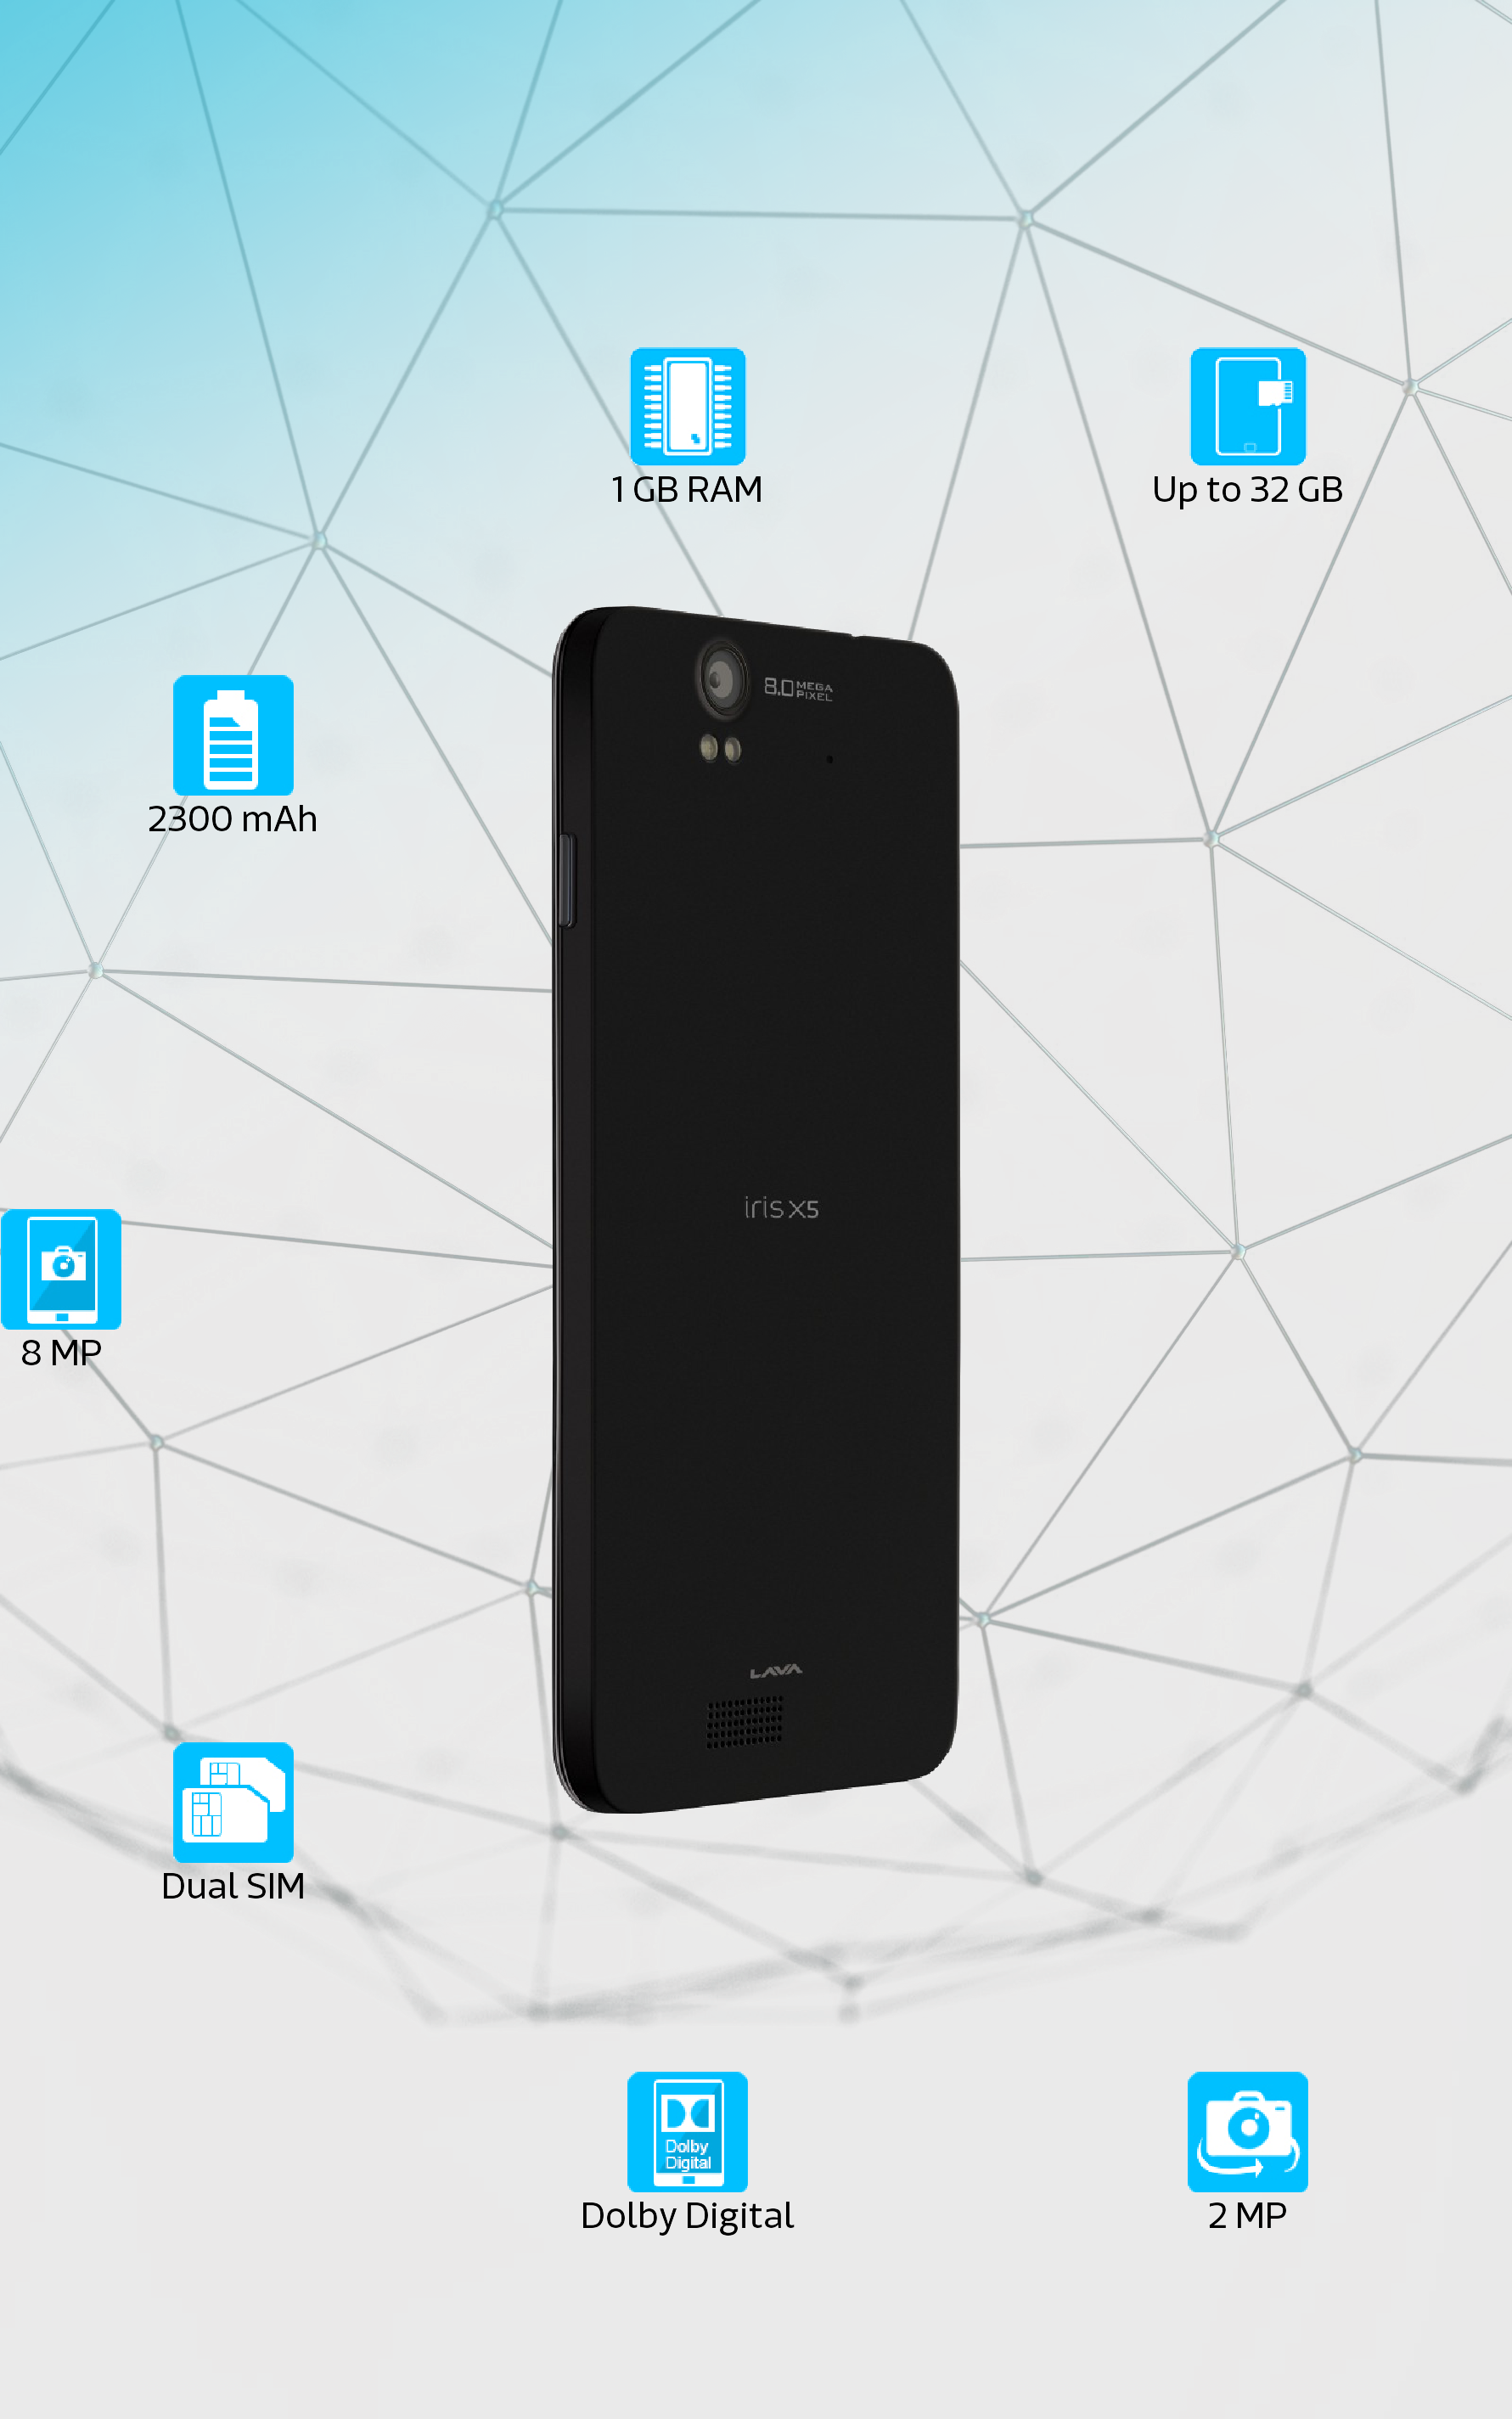 1 GB RAM
Up to 32 GB
8.0 MEGA
PIXEL
2300 mAh
iris X5
8 MP
LAVA
Dual SIM
Dolby
Digital
Dolby Digital
2 MP